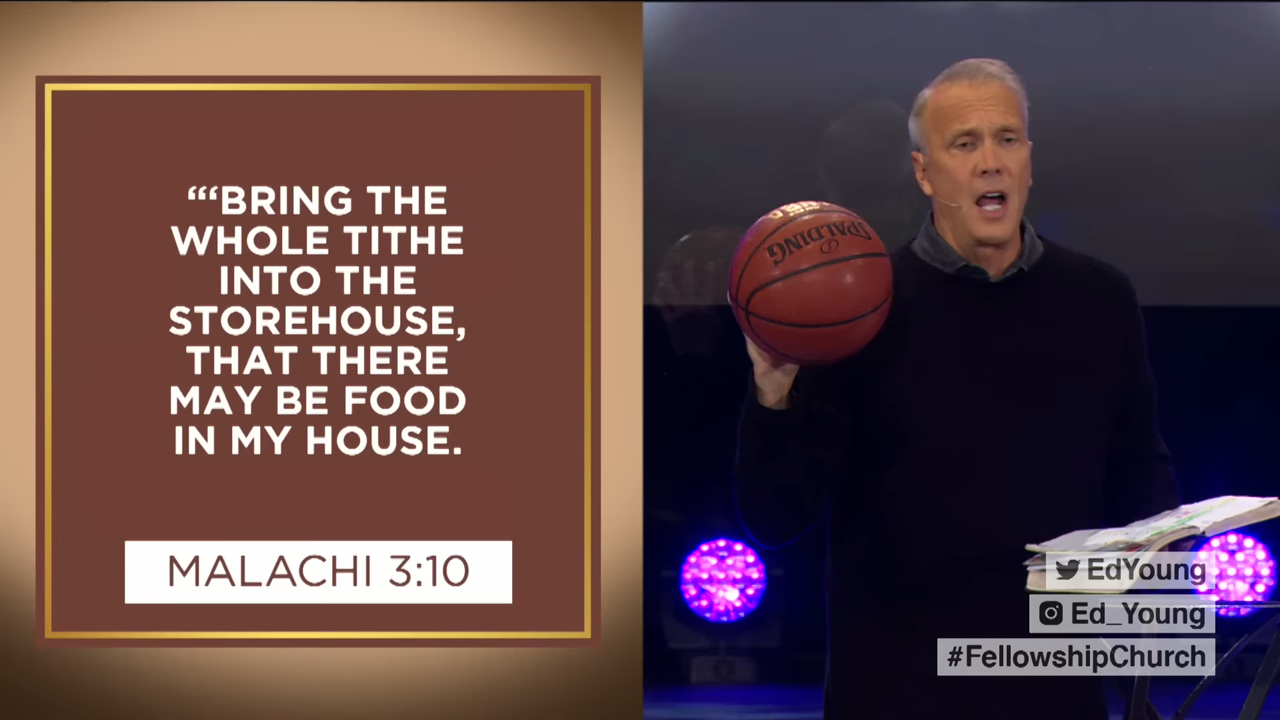 “‘BRING THE
WHOLE TITHE
INTO THE
STOREHOUSE,
THAT THERE
MAY BE FOOD
IN MY HOUSE.
MALACHI 3:10
SPALDING
EdYoung
Ed_Young
#FellowshipChurch